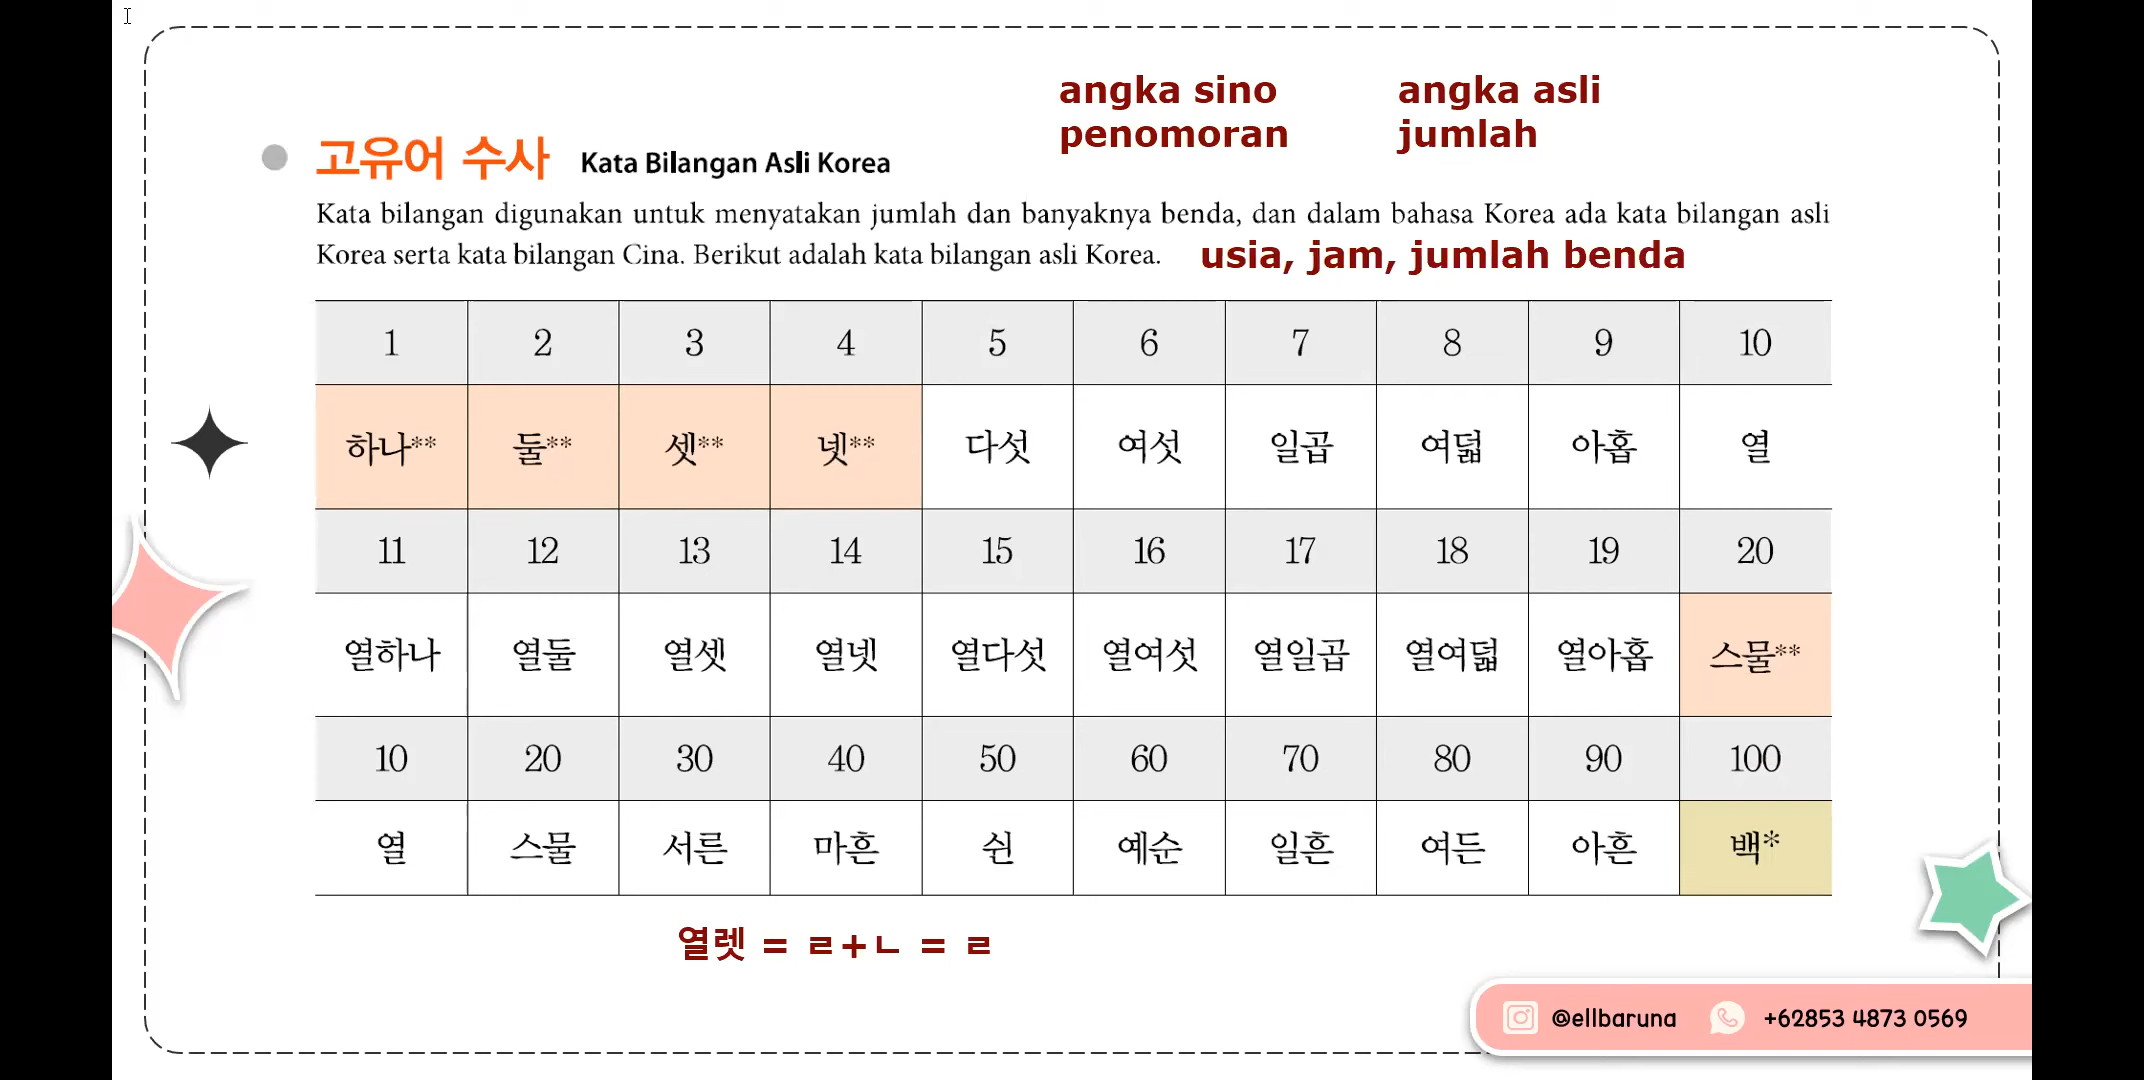 angka sino angka asli
penomoran jumlah
고유어 수사 Kata Bilangan Asli Korea
Kata bilangan digunakan untuk menyatakan jumlah dan banyaknya benda, dan dalam bahasa Korea ada kata bilangan asli
Korea serta kata bilangan Cina. Berikut adalah kata bilangan asli Korea. usia, jam, jumlah benda
1 2 3 4 5 6 7 8 9 10
하나** 둘** 셋** 넷** 다섯 여섯 일곱 여덟 아홉 열
11 12 13 14 15 16 17 18 19 20
열하나 열둘 열셋 열넷 열다섯 열여섯 열일곱 열여덟 열아홉 스물**
10 20 30 40 50 60 70 80 90 100
열 스물 서른 마흔 쉰 예순 일흔 여든 아흔 백*
열렛 = ㄹ+ㄴ = ㄹ
@ellbaruna +62853 4873 0569